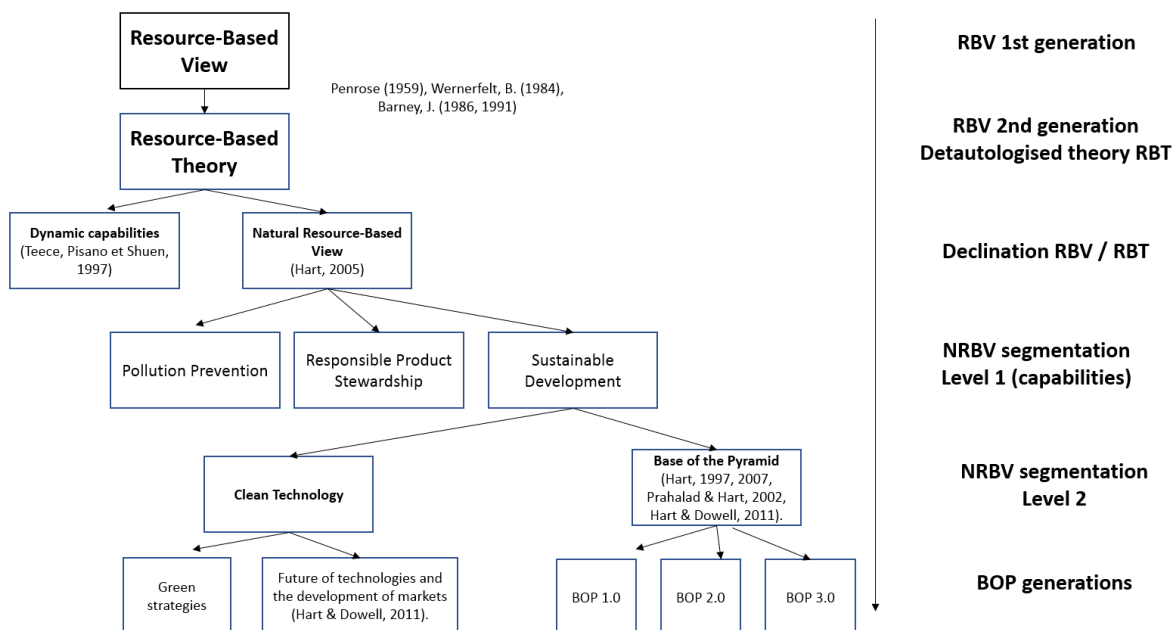 Resource-Based
View
RBV 1st generation
Penrose (1959), Wernerfelt, B. (1984),
Barney, J. (1986, 1991)
Resource-Based
Theory
RBV 2nd generation
Detautologised theory RBT
Dynamic capabilities
(Teece, Pisano et Shuen,
1997)
Natural Resource-Based
View
(Hart, 2005)
Declination RBV / RBT
Pollution Prevention
Responsible Product
Stewardship
Sustainable
Development
NRBV segmentation
Level 1 (capabilities)
Clean Technology
Base of the Pyramid
(Hart, 1997, 2007,
Prahalad & Hart, 2002,
Hart & Dowell, 2011).
NRBV segmentation
Level 2
Green
strategies
Future of technologies and
the development of markets
(Hart & Dowell, 2011).
BOP 1.0
BOP 2.0
BOP 3.0
BOP generations